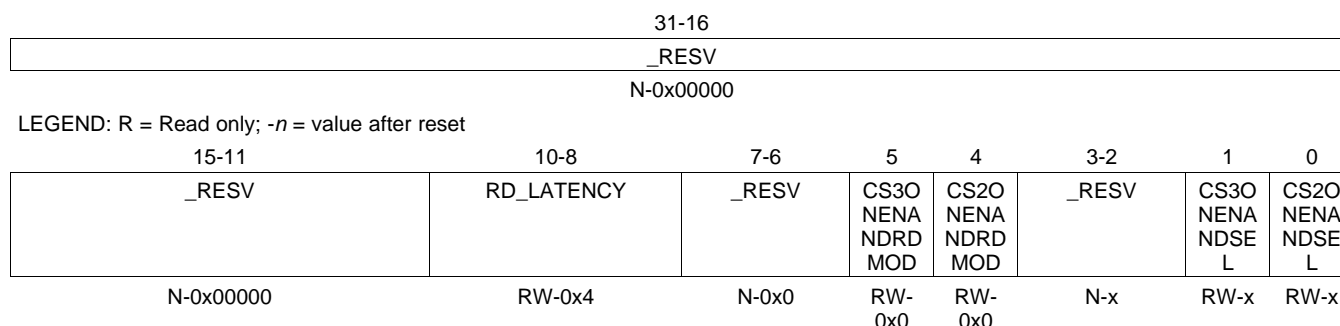 31-16
_RESV
N-0x00000
LEGEND: R = Read only; -n = value after reset
15-11 10-8 7-6 5 4 3-2 1 0
_RESV RD_LATENCY _RESV CS3O CS2O _RESV CS3O CS2O
NENA NENA NENA NENA
NDRD NDRD NDSE NDSE
MOD MOD L L
N-0x00000 RW-0x4 N-0x0 RW- RW- N-x RW-x RW-x
0x0 0x0